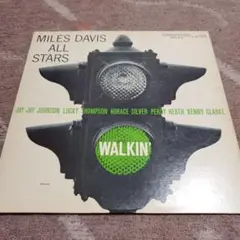 MILES DAVIS
ALL
STARS
JAY JAY JOHNSON LUCKY THOMPSON HORACE SILVER PERCY HEATH KENNY CLARKE
WALKIN'